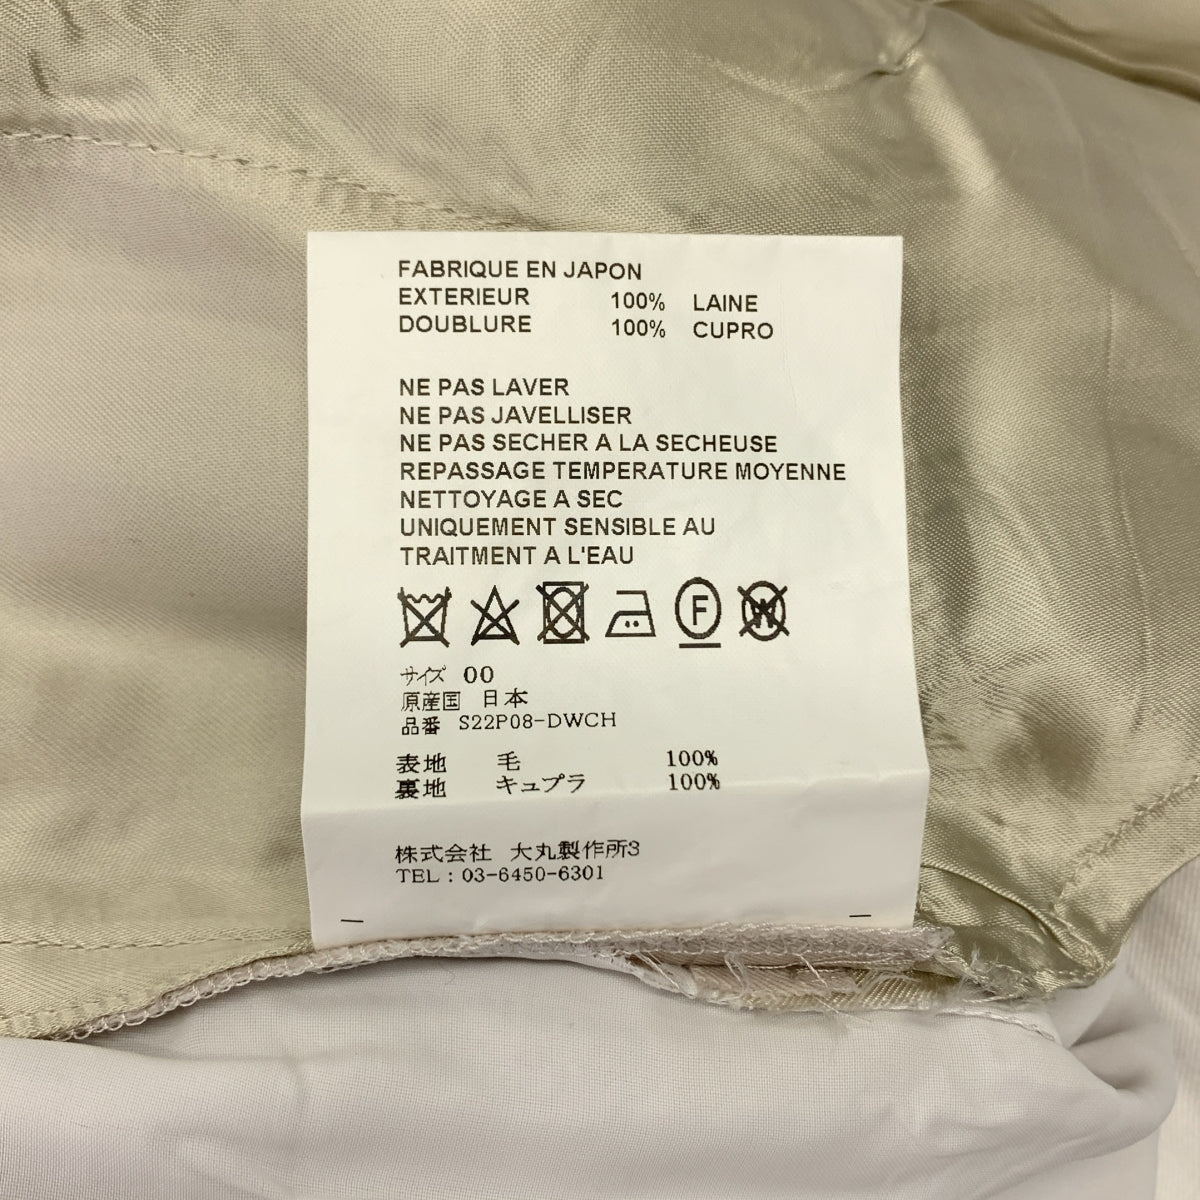 FABRIQUE EN JAPON
EXTERIEUR 100% LAINE
DOUBLURE 100% CUPRO
NE PAS LAVER
NE PAS JAVELLISER
NE PAS SECHER A LA SECHEUSE
REPASSAGE TEMPERATURE MOYENNE
NETTOYAGE A SEC
UNIQUEMENT SENSIBLE AU
TRAITMENT A L'EAU
F W
サイズ 00
原産国 日本
品番 S22P08-DWCH
表地 毛 100%
裏地 キュプラ 100%
株式会社 大丸製作所3
TEL : 03-6450-6301